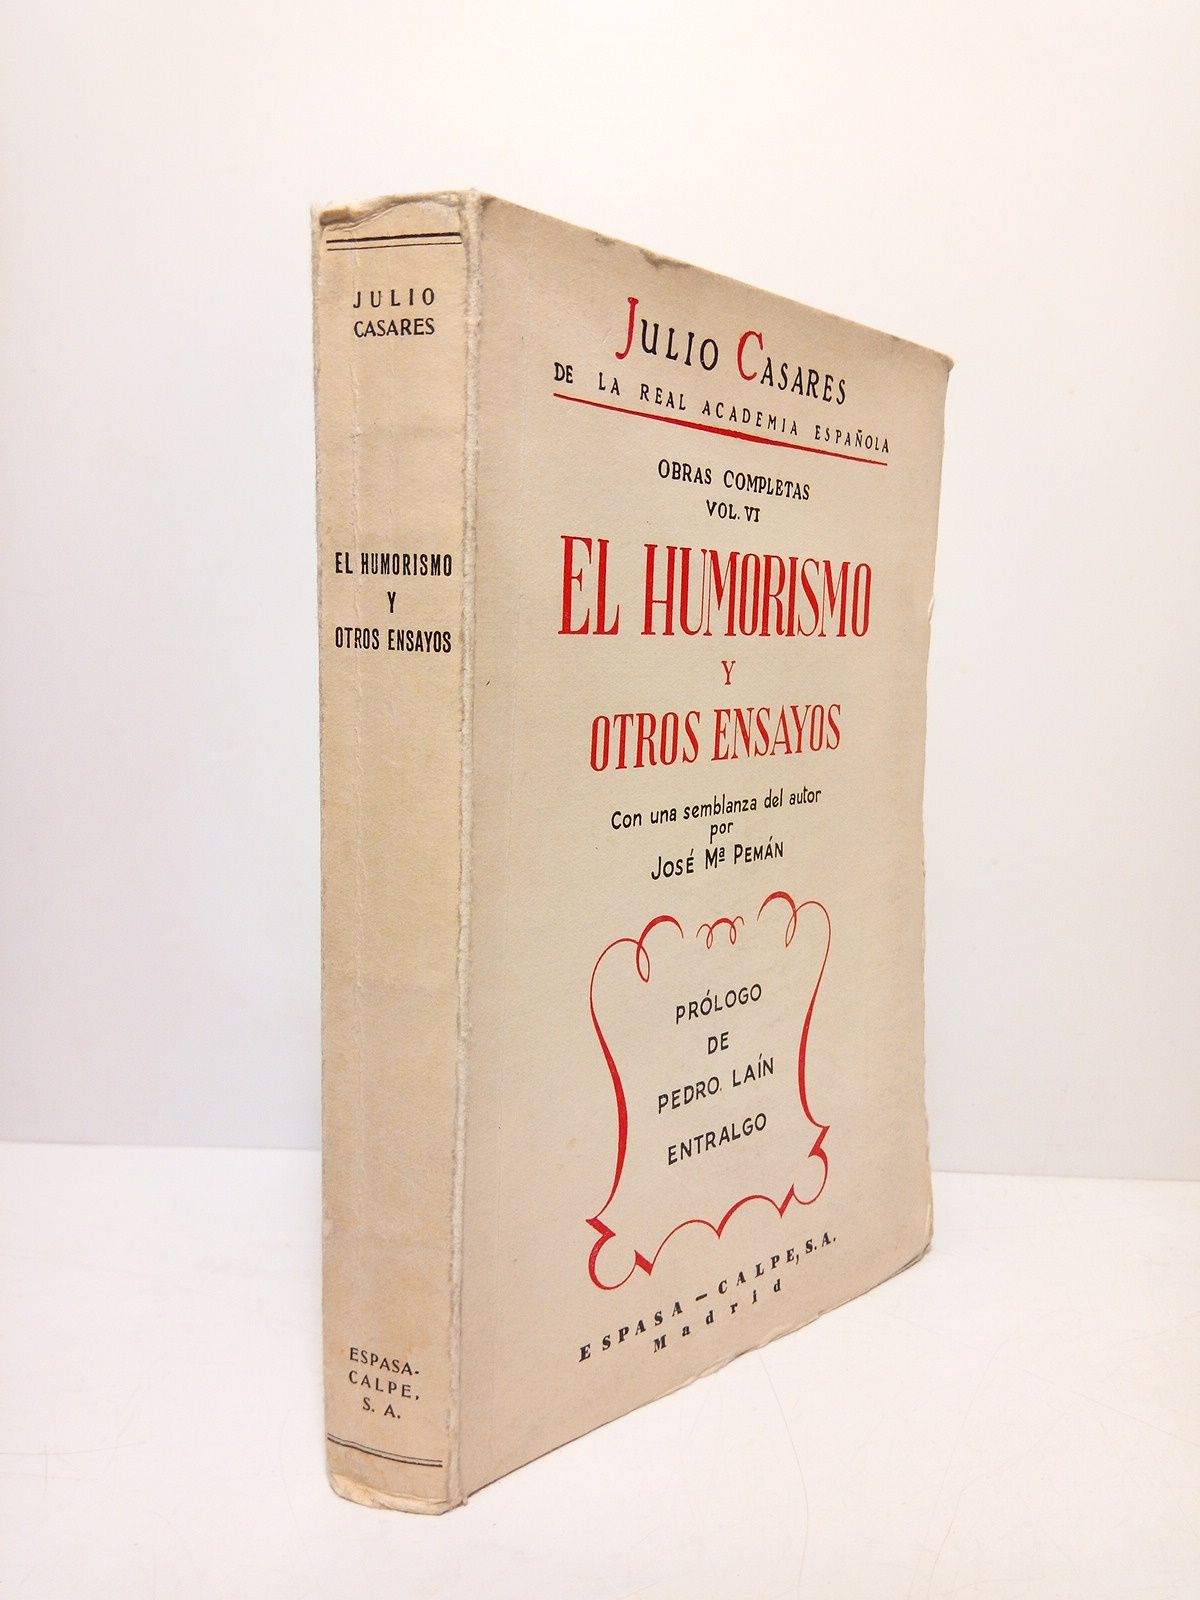 JULIO
CASARES
EL HUMORISMO
Y
OTROS ENSAYOS
ESPASA-
CALPE,
S. A.
JULIO CASARES
DE LA REAL ACADEMIA ESPAÑOLA
OBRAS COMPLETAS
VOL. VI
EL HUMORISMO
Y
OTROS ENSAYOS
Con una semblanza del autor
por
JOSÉ Mª PEMÁN
PRÓLOGO
DE
PEDRO LAÍN
ENTRALGO
ESPASA - CALPE, S.A.
Madrid